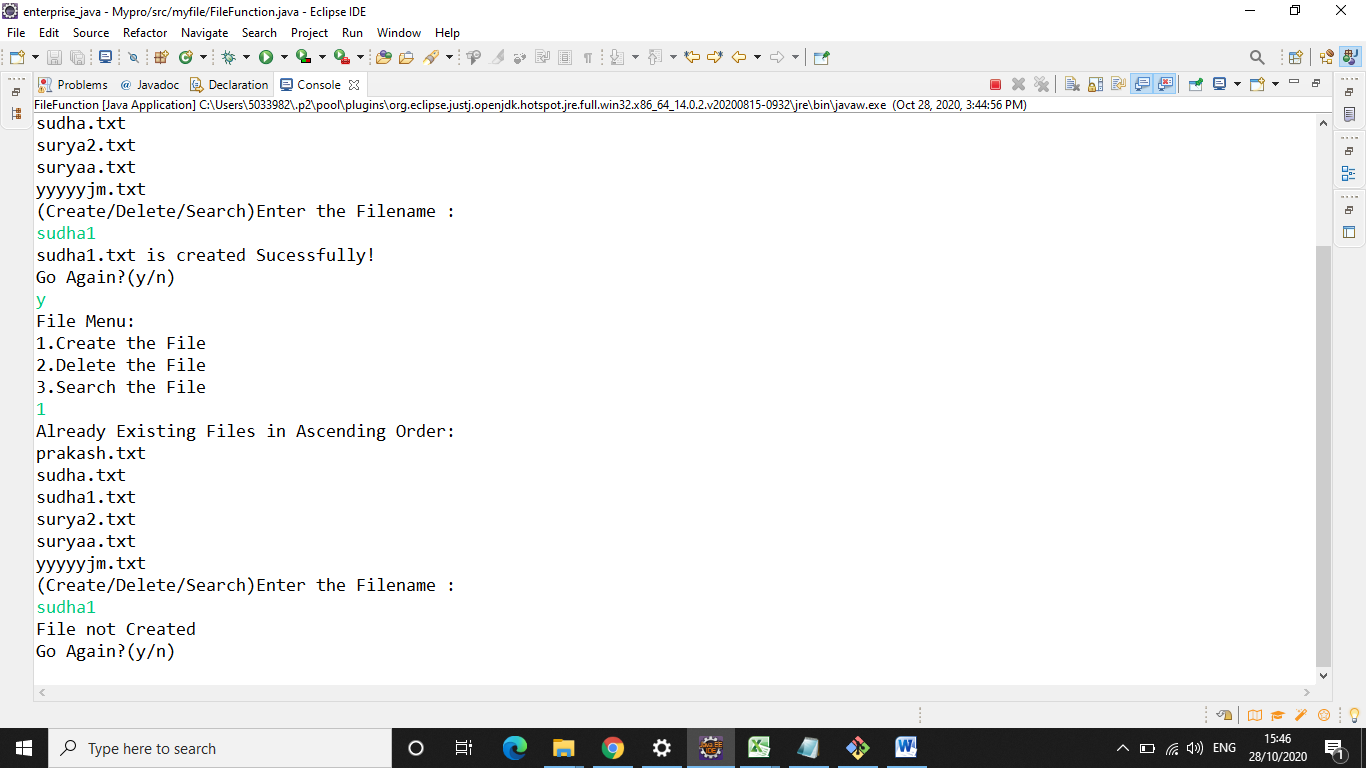 enterprise_java - Mypro/src/myfile/FileFunction.java - Eclipse IDE
File Edit Source Refactor Navigate Search Project Run Window Help
Problems @ Javadoc Declaration Console
FileFunction [Java Application] C:\Users\5033982\.p2\pool\plugins\org.eclipse.justj.openjdk.hotspot.jre.full.win32.x86_64_14.0.2.v20200815-0932\jre\bin\javaw.exe (Oct 28, 2020, 3:44:56 PM)
sudha.txt
surya2.txt
suryaa.txt
yyyyyjm.txt
(Create/Delete/Search)Enter the Filename :
sudha1
sudha1.txt is created Sucessfully!
Go Again?(y/n)
y
File Menu:
1.Create the File
2.Delete the File
3.Search the File
1
Already Existing Files in Ascending Order:
prakash.txt
sudha.txt
sudha1.txt
surya2.txt
suryaa.txt
yyyyyjm.txt
(Create/Delete/Search)Enter the Filename :
sudha1
File not Created
Go Again?(y/n)
Type here to search
JAVA EE
IDE
ENG
15:46
28/10/2020
1